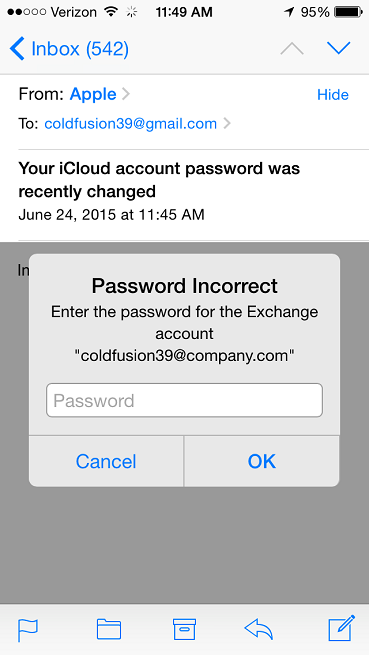 Verizon 11:49 AM 95%
Inbox (542)
From: Apple Hide
To: coldfusion39@gmail.com
Your iCloud account password was
recently changed
June 24, 2015 at 11:45 AM
In
Password Incorrect
Enter the password for the Exchange
account
"coldfusion39@company.com"
Password
Cancel OK